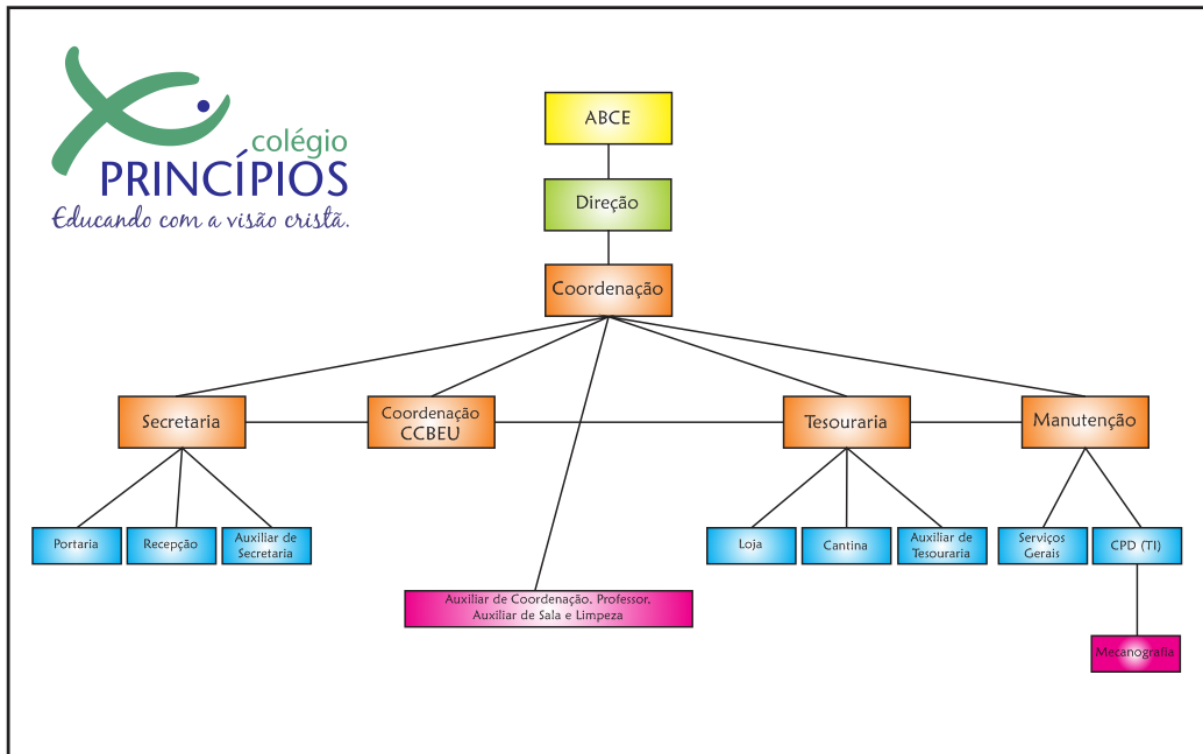 colégio
PRINCÍPIOS
Educando com a visão cristã.
ABCE
Direção
Coordenação
Secretaria
Coordenação
CCBEU
Tesouraria
Manutenção
Portaria
Recepção
Auxiliar de
Secretaria
Loja
Cantina
Auxiliar de
Tesouraria
Serviços
Gerais
CPD (TI)
Auxiliar de Coordenação, Professor,
Auxiliar de Sala e Limpeza
Mecanografia